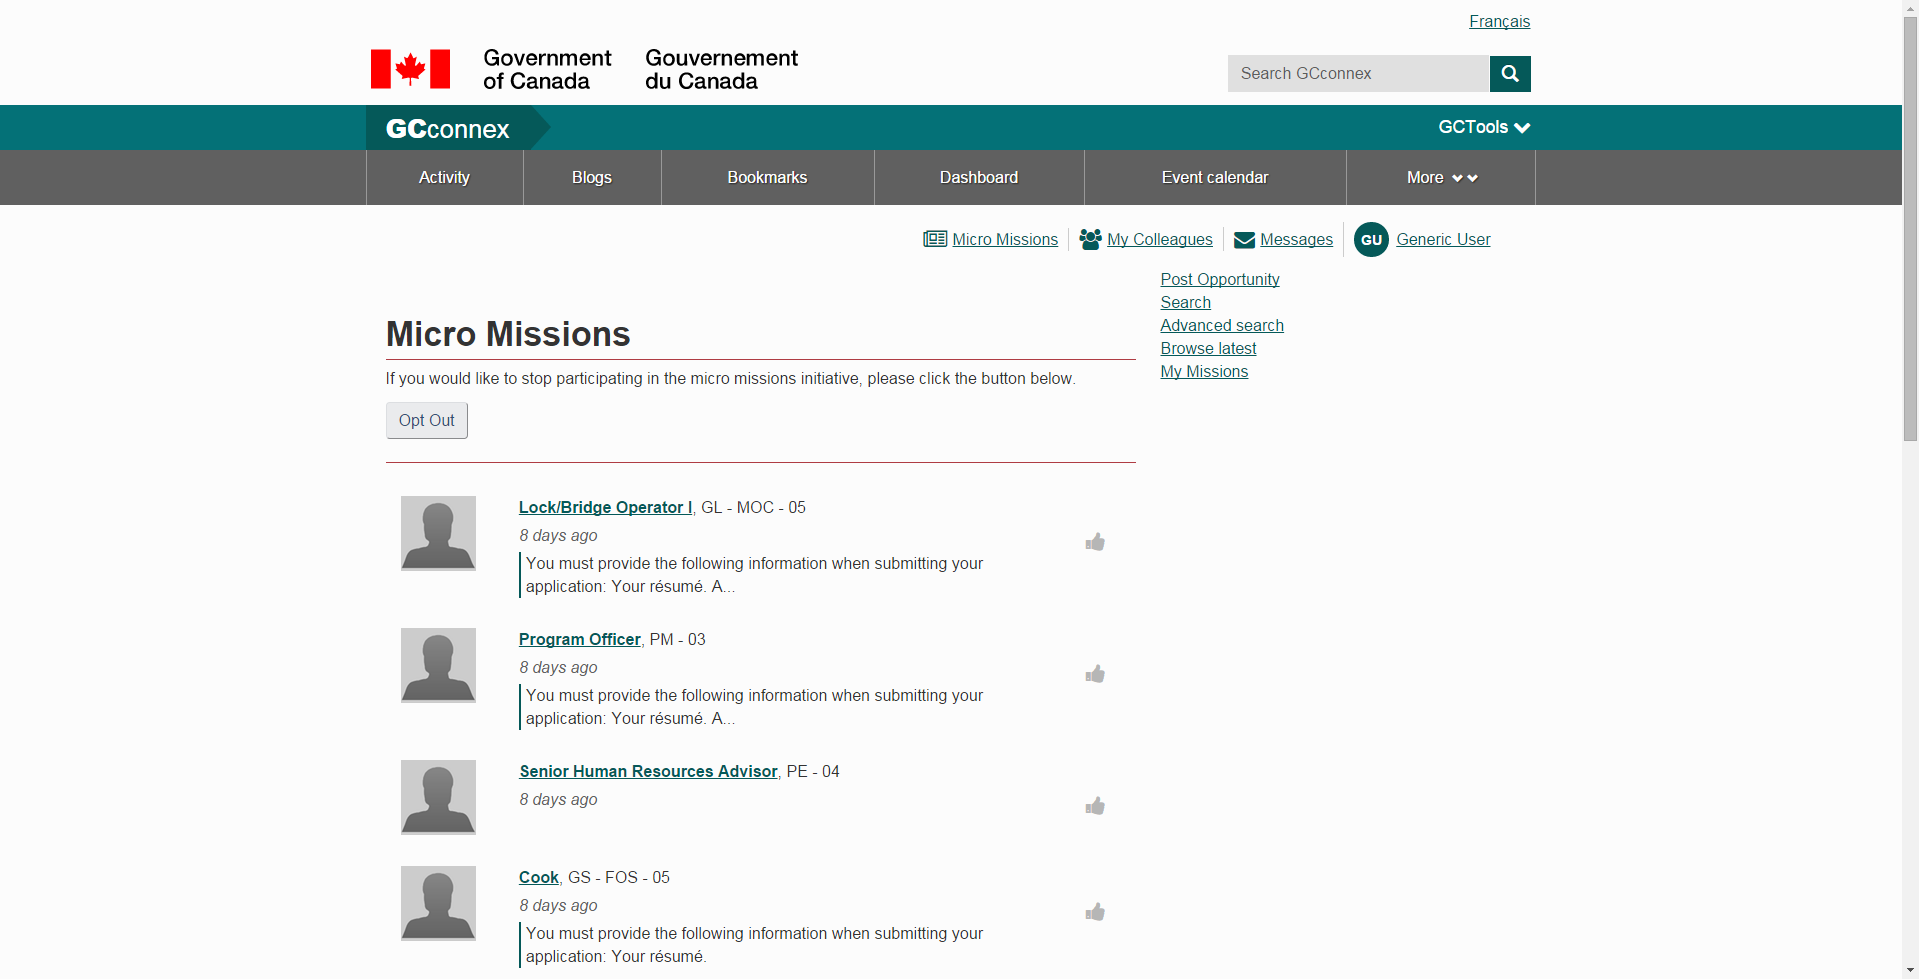 Français
Government of Canada
Gouvernement du Canada
Search GCconnex
GCconnex
GCTools
Activity
Blogs
Bookmarks
Dashboard
Event calendar
More
Micro Missions
My Colleagues
Messages
GU
Generic User
Post Opportunity
Search
Advanced search
Browse latest
My Missions
Micro Missions
If you would like to stop participating in the micro missions initiative, please click the button below.
Opt Out
Lock/Bridge Operator I, GL - MOC - 05
8 days ago
You must provide the following information when submitting your
application: Your résumé. A...
Program Officer, PM - 03
8 days ago
You must provide the following information when submitting your
application: Your résumé. A...
Senior Human Resources Advisor, PE - 04
8 days ago
Cook, GS - FOS - 05
8 days ago
You must provide the following information when submitting your
application: Your résumé.